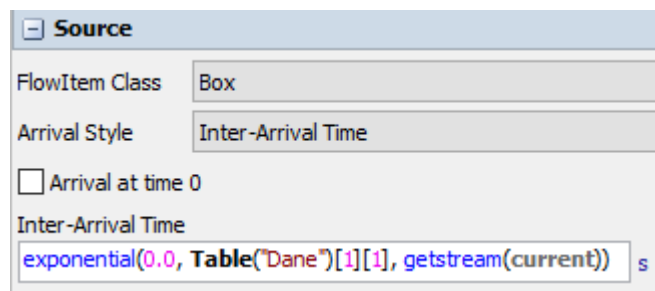 Source
FlowItem Class Box
Arrival Style Inter-Arrival Time
Arrival at time 0
Inter-Arrival Time
exponential(0.0, Table("Dane")[1][1], getstream(current)) s